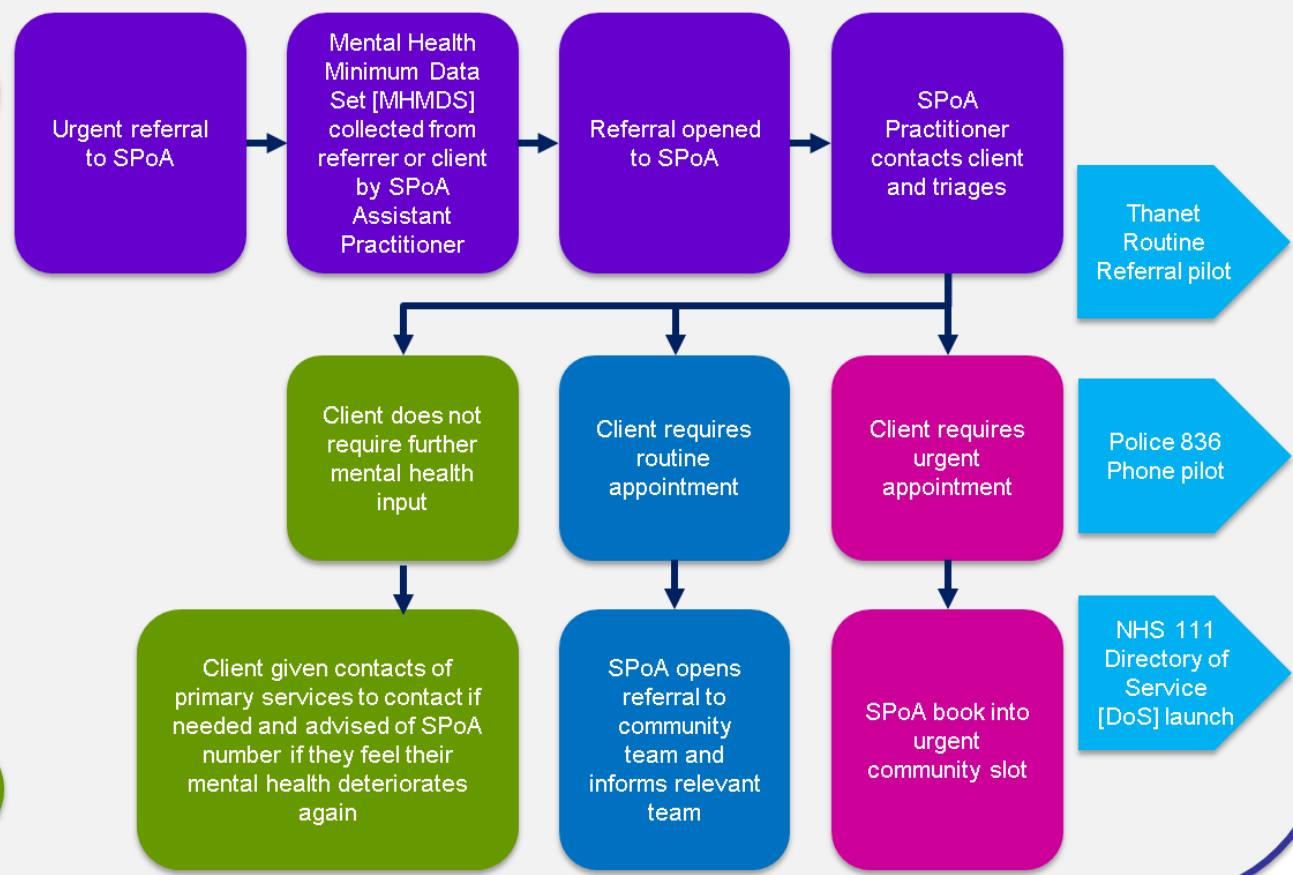 Urgent referral
to SPoA
Mental Health
Minimum Data
Set [MHMDS]
collected from
referrer or client
by SPoA
Assistant
Practitioner
Referral opened
to SPoA
SPoA
Practitioner
contacts client
and triages
Thanet
Routine
Referral pilot
Client does not
require further
mental health
input
Client requires
routine
appointment
Client requires
urgent
appointment
Police 836
Phone pilot
Client given contacts of
primary services to contact if
needed and advised of SPoA
number if they feel their
mental health deteriorates
again
SPoA opens
referral to
community
team and
informs relevant
team
SPoA book into
urgent
community slot
NHS 111
Directory of
Service
[DoS] launch